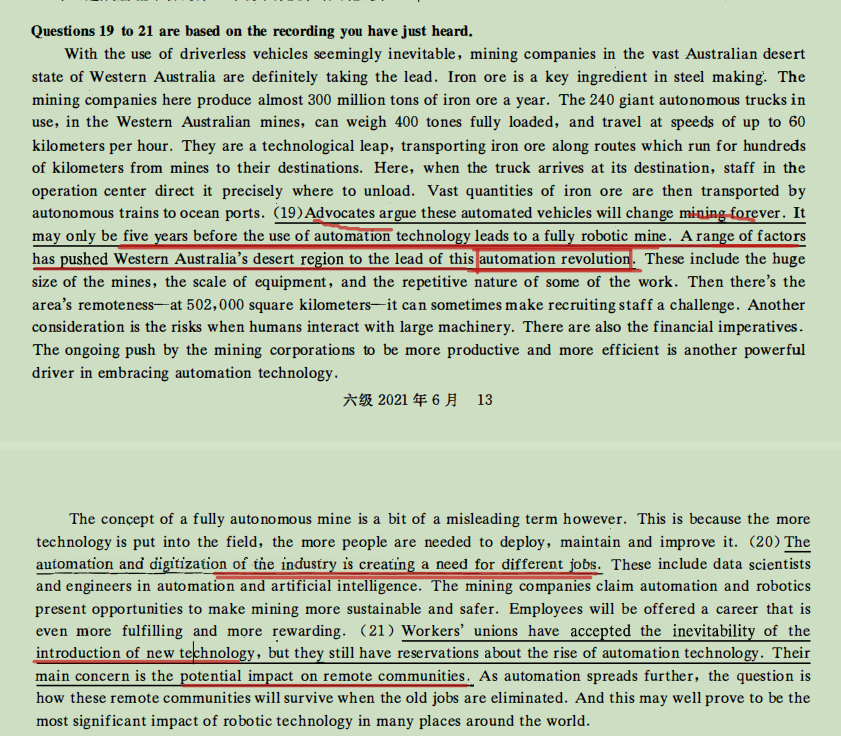 Questions 19 to 21 are based on the recording you have just heard.
With the use of driverless vehicles seemingly inevitable, mining companies in the vast Australian desert
state of Western Australia are definitely taking the lead. Iron ore is a key ingredient in steel making. The
mining companies here produce almost 300 million tons of iron ore a year. The 240 giant autonomous trucks in
use, in the Western Australian mines, can weigh 400 tones fully loaded, and travel at speeds of up to 60
kilometers per hour. They are a technological leap, transporting iron ore along routes which run for hundreds
of kilometers from mines to their destinations. Here, when the truck arrives at its destination, staff in the
operation center direct it precisely where to unload. Vast quantities of iron ore are then transported by
autonomous trains to ocean ports. (19) Advocates argue these automated vehicles will change mining forever. It
may only be five years before the use of automation technology leads to a fully robotic mine. A range of factors
has pushed Western Australia's desert region to the lead of this automation revolution. These include the huge
size of the mines, the scale of equipment, and the repetitive nature of some of the work. Then there's the
area's remoteness—at 502,000 square kilometers—it can sometimes make recruiting staff a challenge. Another
consideration is the risks when humans interact with large machinery. There are also the financial imperatives.
The ongoing push by the mining corporations to be more productive and more efficient is another powerful
driver in embracing automation technology.
六级 2021 年 6 月 13
The concept of a fully autonomous mine is a bit of a misleading term however. This is because the more
technology is put into the field, the more people are needed to deploy, maintain and improve it. (20) The
automation and digitization of the industry is creating a need for different jobs. These include data scientists
and engineers in automation and artificial intelligence. The mining companies claim automation and robotics
present opportunities to make mining more sustainable and safer. Employees will be offered a career that is
even more fulfilling and more rewarding. (21) Workers' unions have accepted the inevitability of the
introduction of new technology, but they still have reservations about the rise of automation technology. Their
main concern is the potential impact on remote communities. As automation spreads further, the question is
how these remote communities will survive when the old jobs are eliminated. And this may well prove to be the
most significant impact of robotic technology in many places around the world.